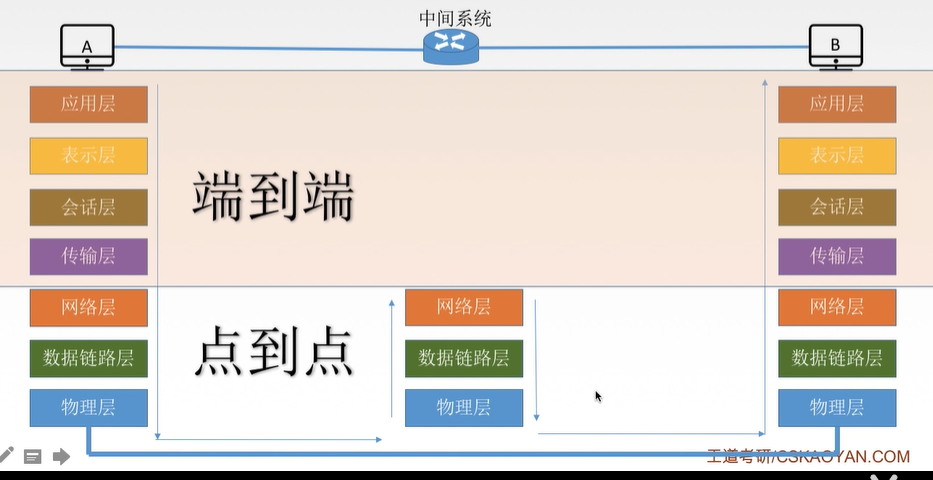 中间系统
A
B
应用层
应用层
表示层
表示层
会话层
会话层
端到端
传输层
传输层
网络层
网络层
网络层
点到点
数据链路层
数据链路层
数据链路层
物理层
物理层
物理层
王道考研/CSKAOYAN.COM